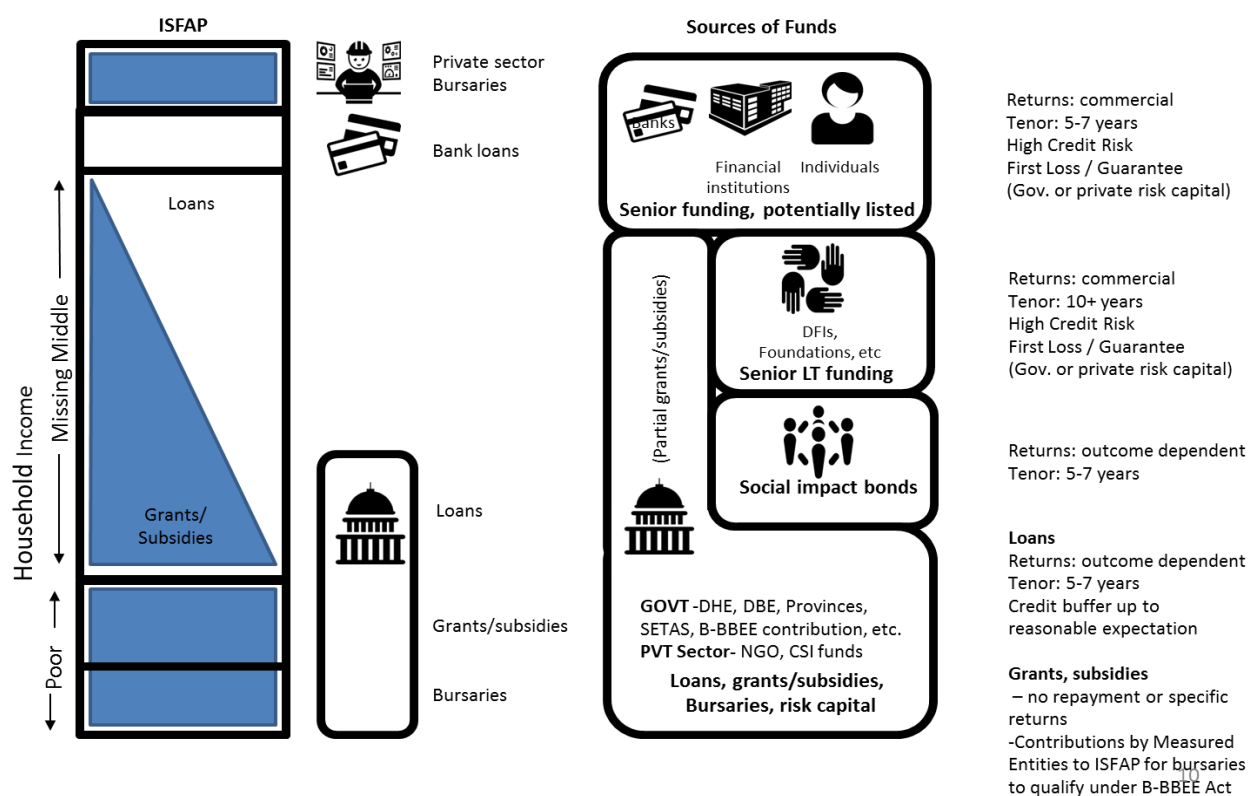 ISFAP
Private sector
Bursaries
Bank loans
Loans
Missing Middle
Household Income
Grants/
Subsidies
Poor
Loans
Grants/subsidies
Bursaries
Sources of Funds
Banks
Financial
institutions
Individuals
Senior funding, potentially listed
(Partial grants/subsidies)
DFIs,
Foundations, etc
Senior LT funding
Social impact bonds
GOVT -DHE, DBE, Provinces,
SETAS, B-BBEE contribution, etc.
PVT Sector- NGO, CSI funds
Loans, grants/subsidies,
Bursaries, risk capital
Returns: commercial
Tenor: 5-7 years
High Credit Risk
First Loss / Guarantee
(Gov. or private risk capital)
Returns: commercial
Tenor: 10+ years
High Credit Risk
First Loss / Guarantee
(Gov. or private risk capital)
Returns: outcome dependent
Tenor: 5-7 years
Loans
Returns: outcome dependent
Tenor: 5-7 years
Credit buffer up to
reasonable expectation
Grants, subsidies
– no repayment or specific
returns
-Contributions by Measured
Entities to ISFAP for bursaries
to qualify under B-BBEE Act
10